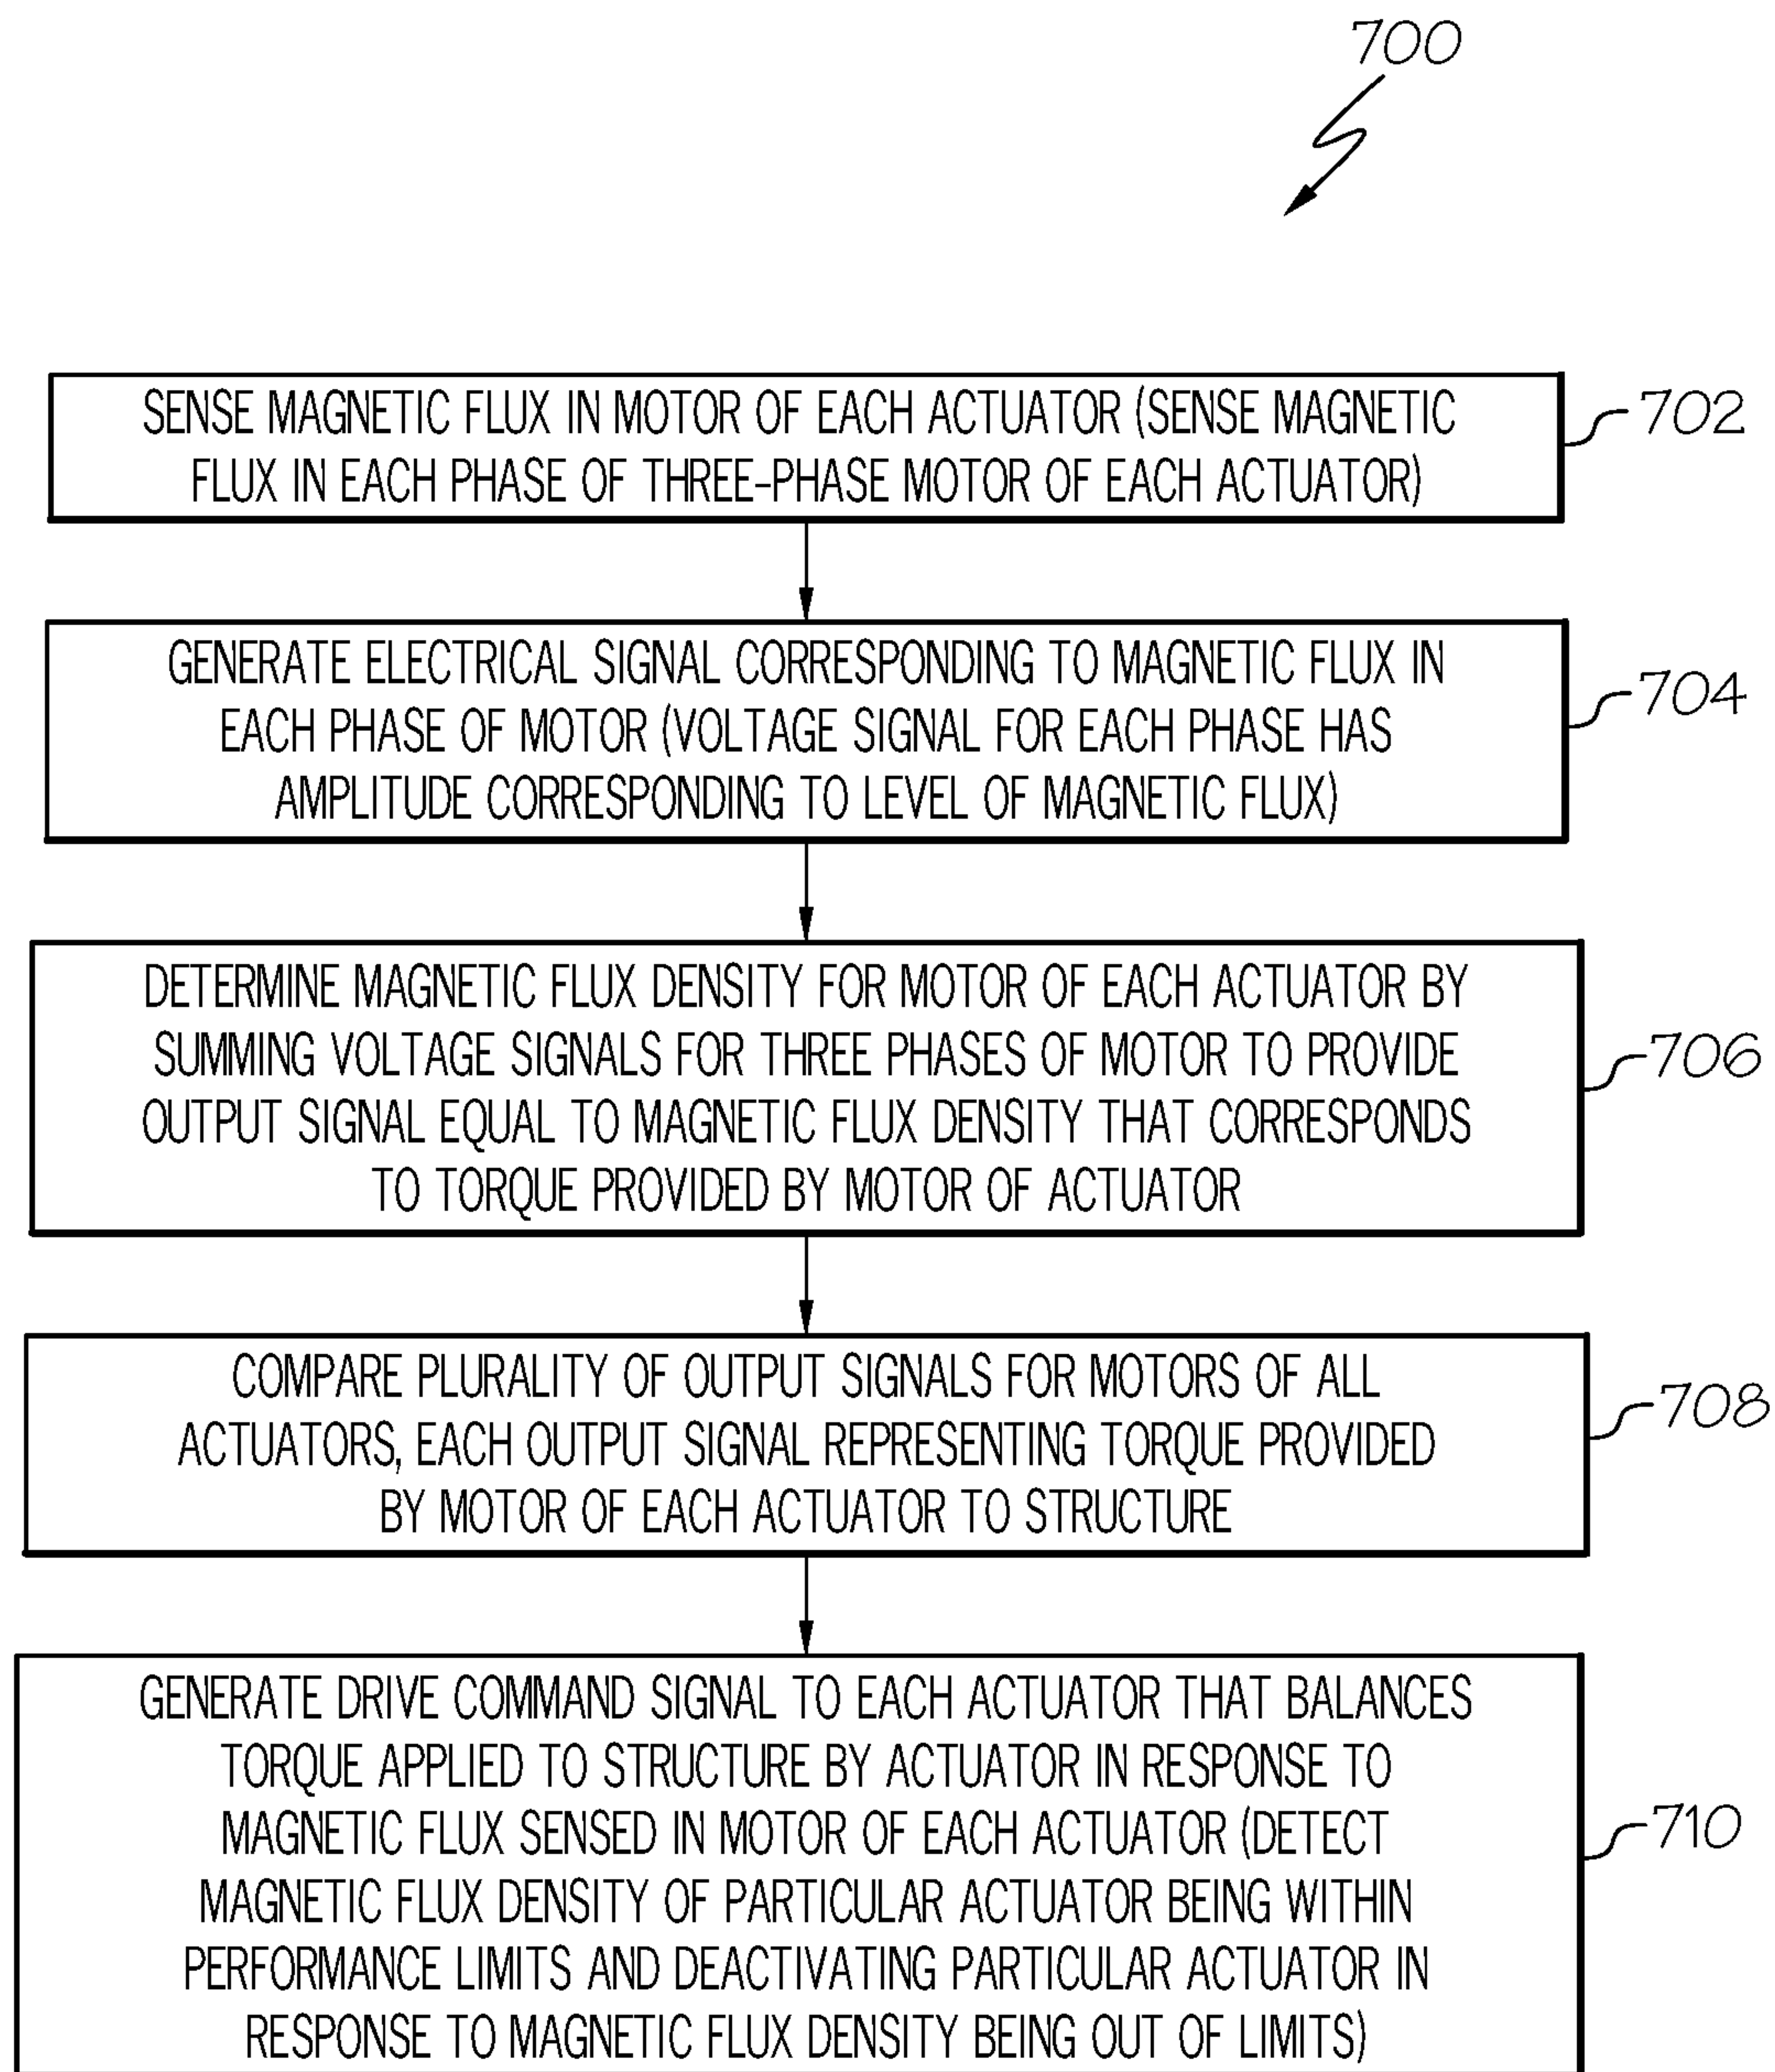 700
SENSE MAGNETIC FLUX IN MOTOR OF EACH ACTUATOR (SENSE MAGNETIC
FLUX IN EACH PHASE OF THREE-PHASE MOTOR OF EACH ACTUATOR)
702
GENERATE ELECTRICAL SIGNAL CORRESPONDING TO MAGNETIC FLUX IN
EACH PHASE OF MOTOR (VOLTAGE SIGNAL FOR EACH PHASE HAS
AMPLITUDE CORRESPONDING TO LEVEL OF MAGNETIC FLUX)
704
DETERMINE MAGNETIC FLUX DENSITY FOR MOTOR OF EACH ACTUATOR BY
SUMMING VOLTAGE SIGNALS FOR THREE PHASES OF MOTOR TO PROVIDE
OUTPUT SIGNAL EQUAL TO MAGNETIC FLUX DENSITY THAT CORRESPONDS
TO TORQUE PROVIDED BY MOTOR OF ACTUATOR
706
COMPARE PLURALITY OF OUTPUT SIGNALS FOR MOTORS OF ALL
ACTUATORS, EACH OUTPUT SIGNAL REPRESENTING TORQUE PROVIDED
BY MOTOR OF EACH ACTUATOR TO STRUCTURE
708
GENERATE DRIVE COMMAND SIGNAL TO EACH ACTUATOR THAT BALANCES
TORQUE APPLIED TO STRUCTURE BY ACTUATOR IN RESPONSE TO
MAGNETIC FLUX SENSED IN MOTOR OF EACH ACTUATOR (DETECT
MAGNETIC FLUX DENSITY OF PARTICULAR ACTUATOR BEING WITHIN
PERFORMANCE LIMITS AND DEACTIVATING PARTICULAR ACTUATOR IN
RESPONSE TO MAGNETIC FLUX DENSITY BEING OUT OF LIMITS)
710